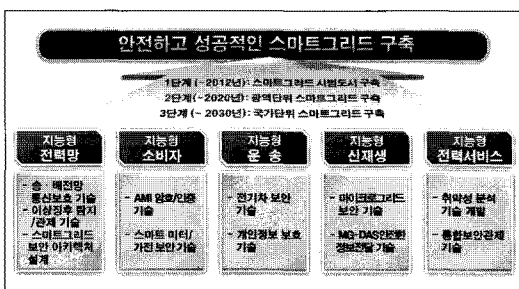 안전하고 성공적인 스마트그리드 구축
1단계 (~2012년): 스마트그리드 시범도시 구축
2단계 (~2020년): 광역단위 스마트그리드 구축
3단계 (~ 2030년): 국가단위 스마트그리드 구축
지능형
전력망
- 송 배전망
통신보호 기술
- 이상징후 탐지
/관제 기술
- 스마트그리드
보안 아키텍처
설계
지능형
소비자
- AMI 암호/인증
기술
- 스마트 미터/
가전 보안 기술
지능형
운 송
- 전기차 보안
기술
- 개인정보 보호
기술
지능형
신재생
- 마이크로그리드
보안 기술
- MG-DAS 안전한
정보전달 기술
지능형
전력서비스
- 취약성 분석
기술 개발
- 통합보안관제
기술